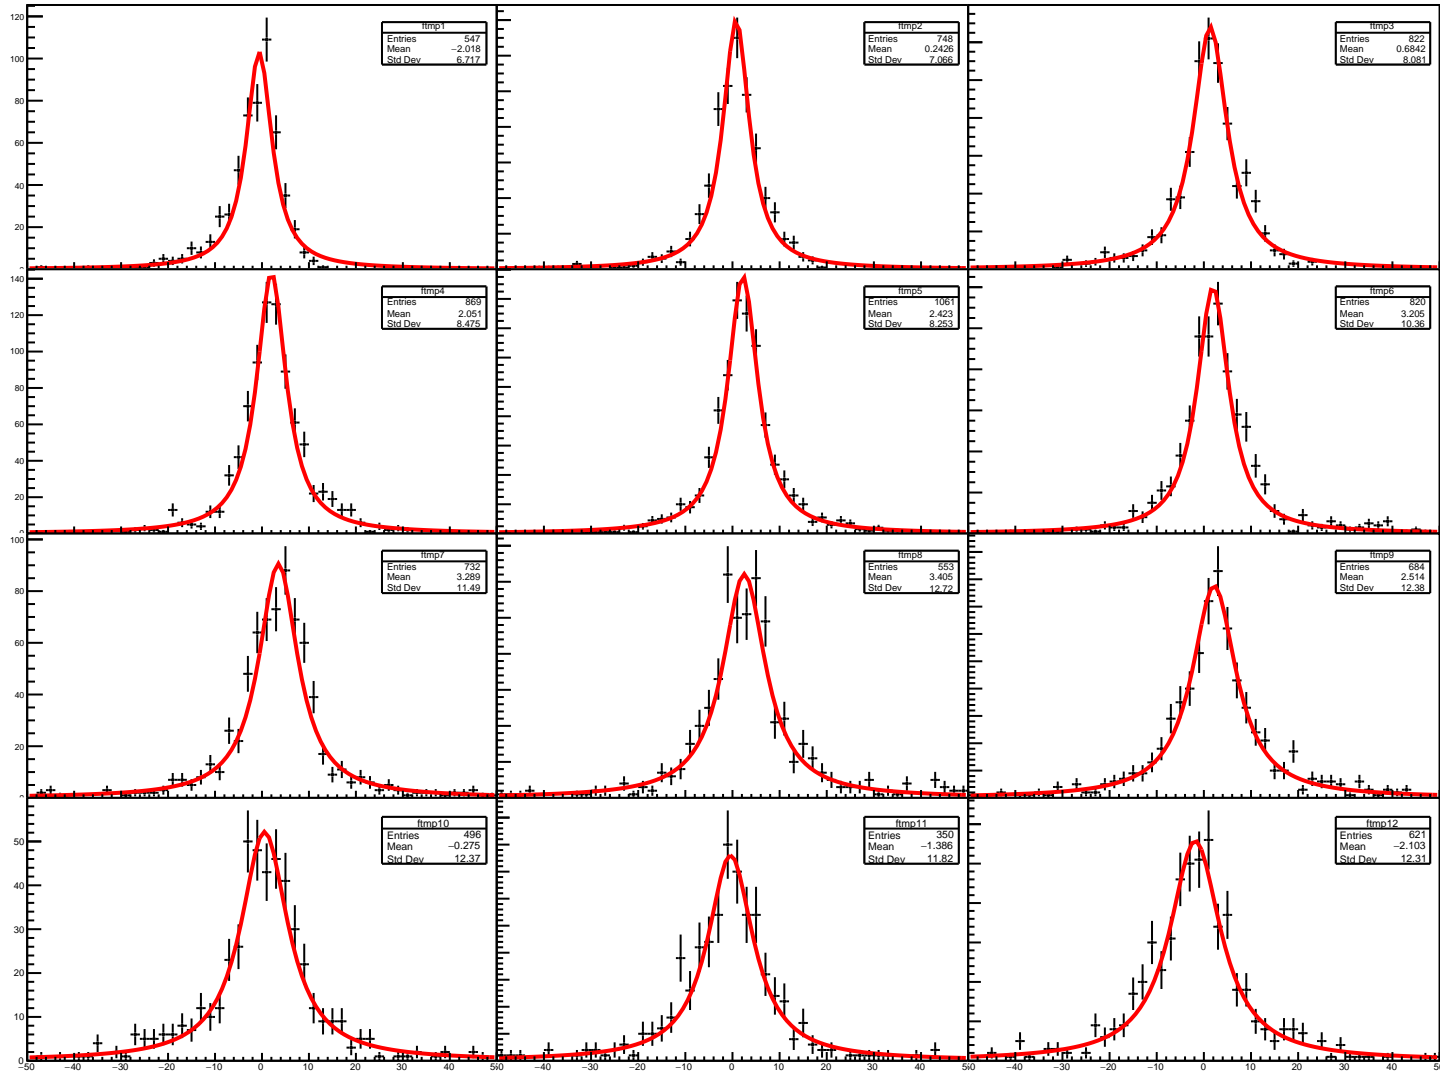 ftmp1
Entries 547
Mean −2.018
Std Dev 6.717
ftmp2
Entries 748
Mean 0.2426
Std Dev 7.066
ftmp3
Entries 822
Mean 0.6842
Std Dev 8.081
120
100
80
60
40
20
ftmp4
Entries 869
Mean 2.051
Std Dev 8.475
ftmp5
Entries 1061
Mean 2.423
Std Dev 8.253
ftmp6
Entries 820
Mean 3.205
Std Dev 10.36
140
120
100
80
60
40
20
ftmp7
Entries 732
Mean 3.289
Std Dev 11.49
ftmp8
Entries 553
Mean 3.405
Std Dev 12.72
ftmp9
Entries 684
Mean 2.514
Std Dev 12.38
100
80
60
40
20
ftmp10
Entries 496
Mean −0.275
Std Dev 12.37
ftmp11
Entries 350
Mean −1.386
Std Dev 11.82
ftmp12
Entries 621
Mean −2.103
Std Dev 12.31
50
40
30
20
10
0
−50 −40 −30 −20 −10 0 10 20 30 40 50
−40 −30 −20 −10 0 10 20 30 40 50
−40 −30 −20 −10 0 10 20 30 40